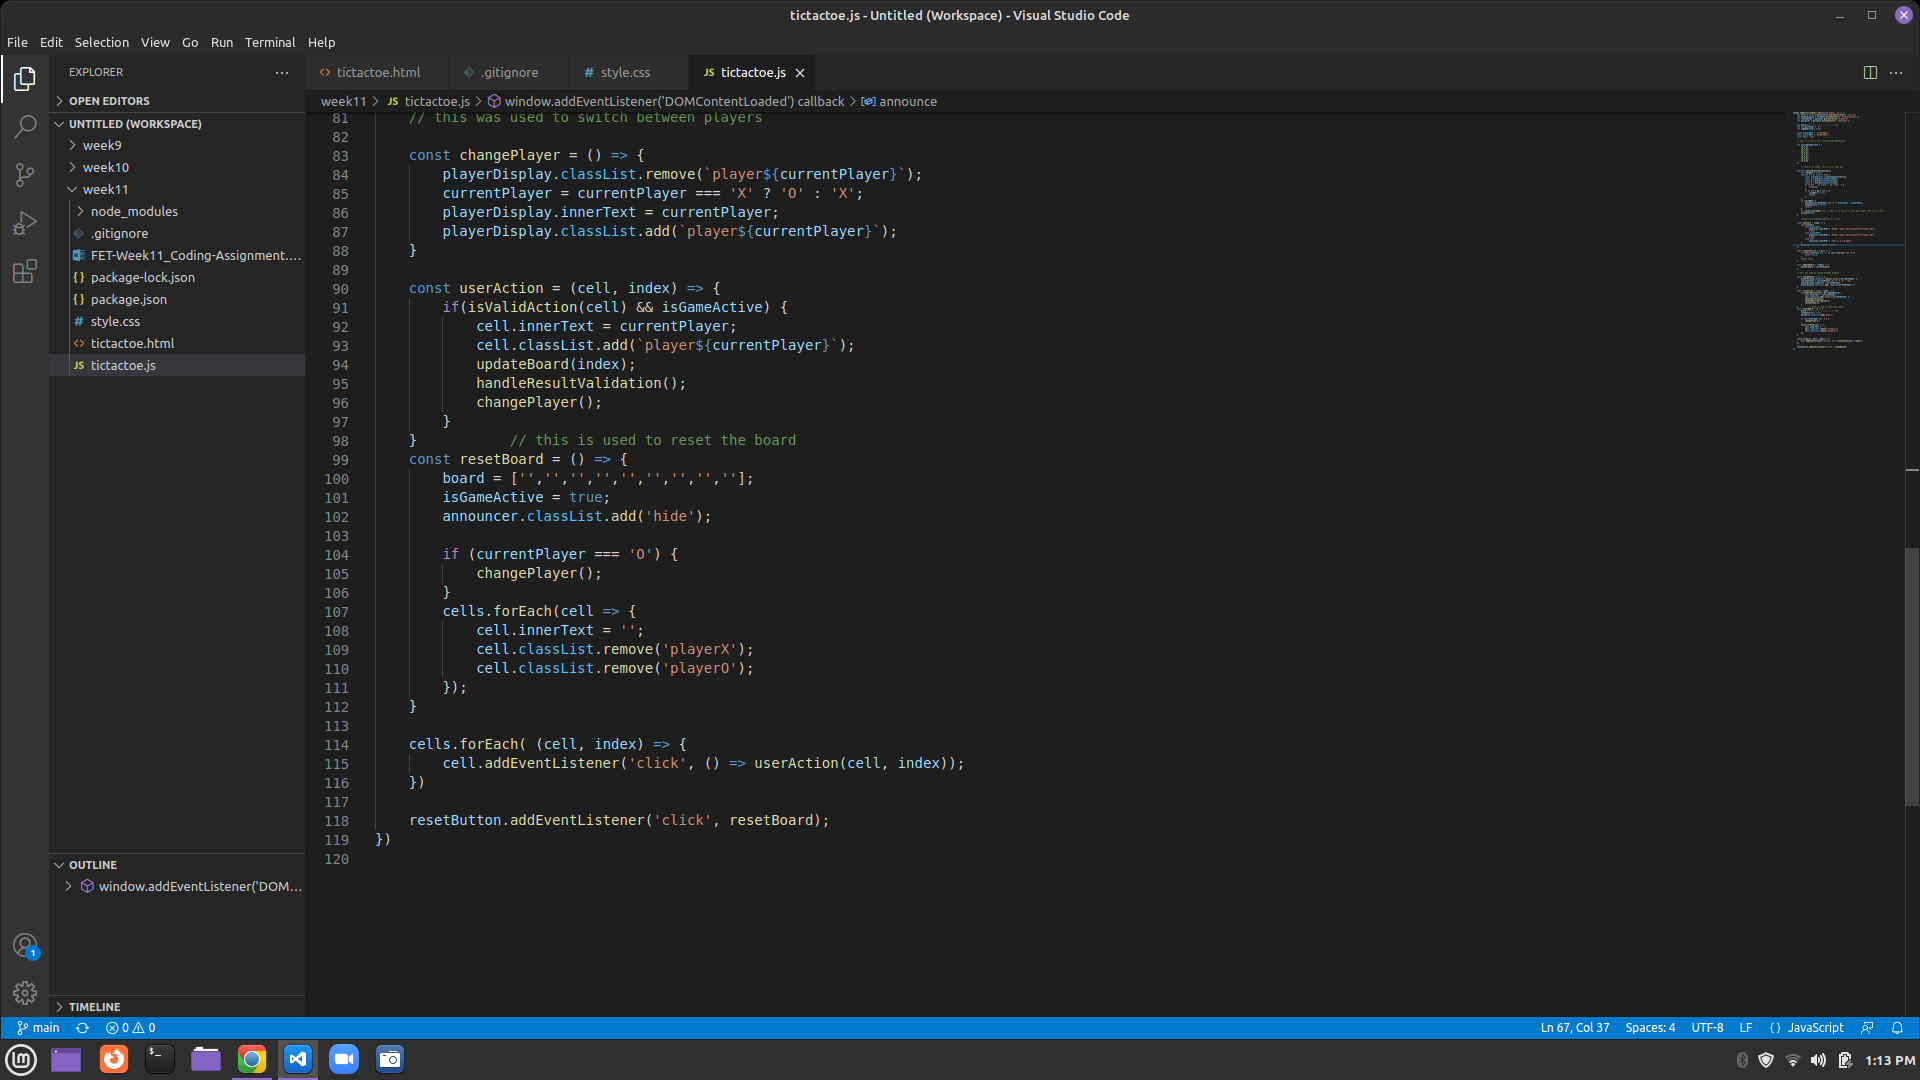 tictactoe.js - Untitled (Workspace) - Visual Studio Code
File Edit Selection View Go Run Terminal Help
EXPLORER
OPEN EDITORS
UNTITLED (WORKSPACE)
week9
week10
week11
node_modules
.gitignore
FET-Week11_Coding-Assignment....
package-lock.json
package.json
style.css
tictactoe.html
tictactoe.js
OUTLINE
window.addEventListener('DOM...
TIMELINE
tictactoe.html .gitignore style.css tictactoe.js
week11 > tictactoe.js > window.addEventListener('DOMContentLoaded') callback > announce
81 // this was used to switch between players
82
83 const changePlayer = () => {
84 playerDisplay.classList.remove(`player${currentPlayer}`);
85 currentPlayer = currentPlayer === 'X' ? 'O' : 'X';
86 playerDisplay.innerText = currentPlayer;
87 playerDisplay.classList.add(`player${currentPlayer}`);
88 }
89
90 const userAction = (cell, index) => {
91 if(isValidAction(cell) && isGameActive) {
92 cell.innerText = currentPlayer;
93 cell.classList.add(`player${currentPlayer}`);
94 updateBoard(index);
95 handleResultValidation();
96 changePlayer();
97 }
98 } // this is used to reset the board
99 const resetBoard = () => {
100 board = ['','','','','','','','',''];
101 isGameActive = true;
102 announcer.classList.add('hide');
103
104 if (currentPlayer === 'O') {
105 changePlayer();
106 }
107 cells.forEach(cell => {
108 cell.innerText = '';
109 cell.classList.remove('playerX');
110 cell.classList.remove('playerO');
111 });
112 }
113
114 cells.forEach( (cell, index) => {
115 cell.addEventListener('click', () => userAction(cell, index));
116 })
117
118 resetButton.addEventListener('click', resetBoard);
119 })
120
main 0 0 Ln 67, Col 37 Spaces: 4 UTF-8 LF {} JavaScript
1:13 PM